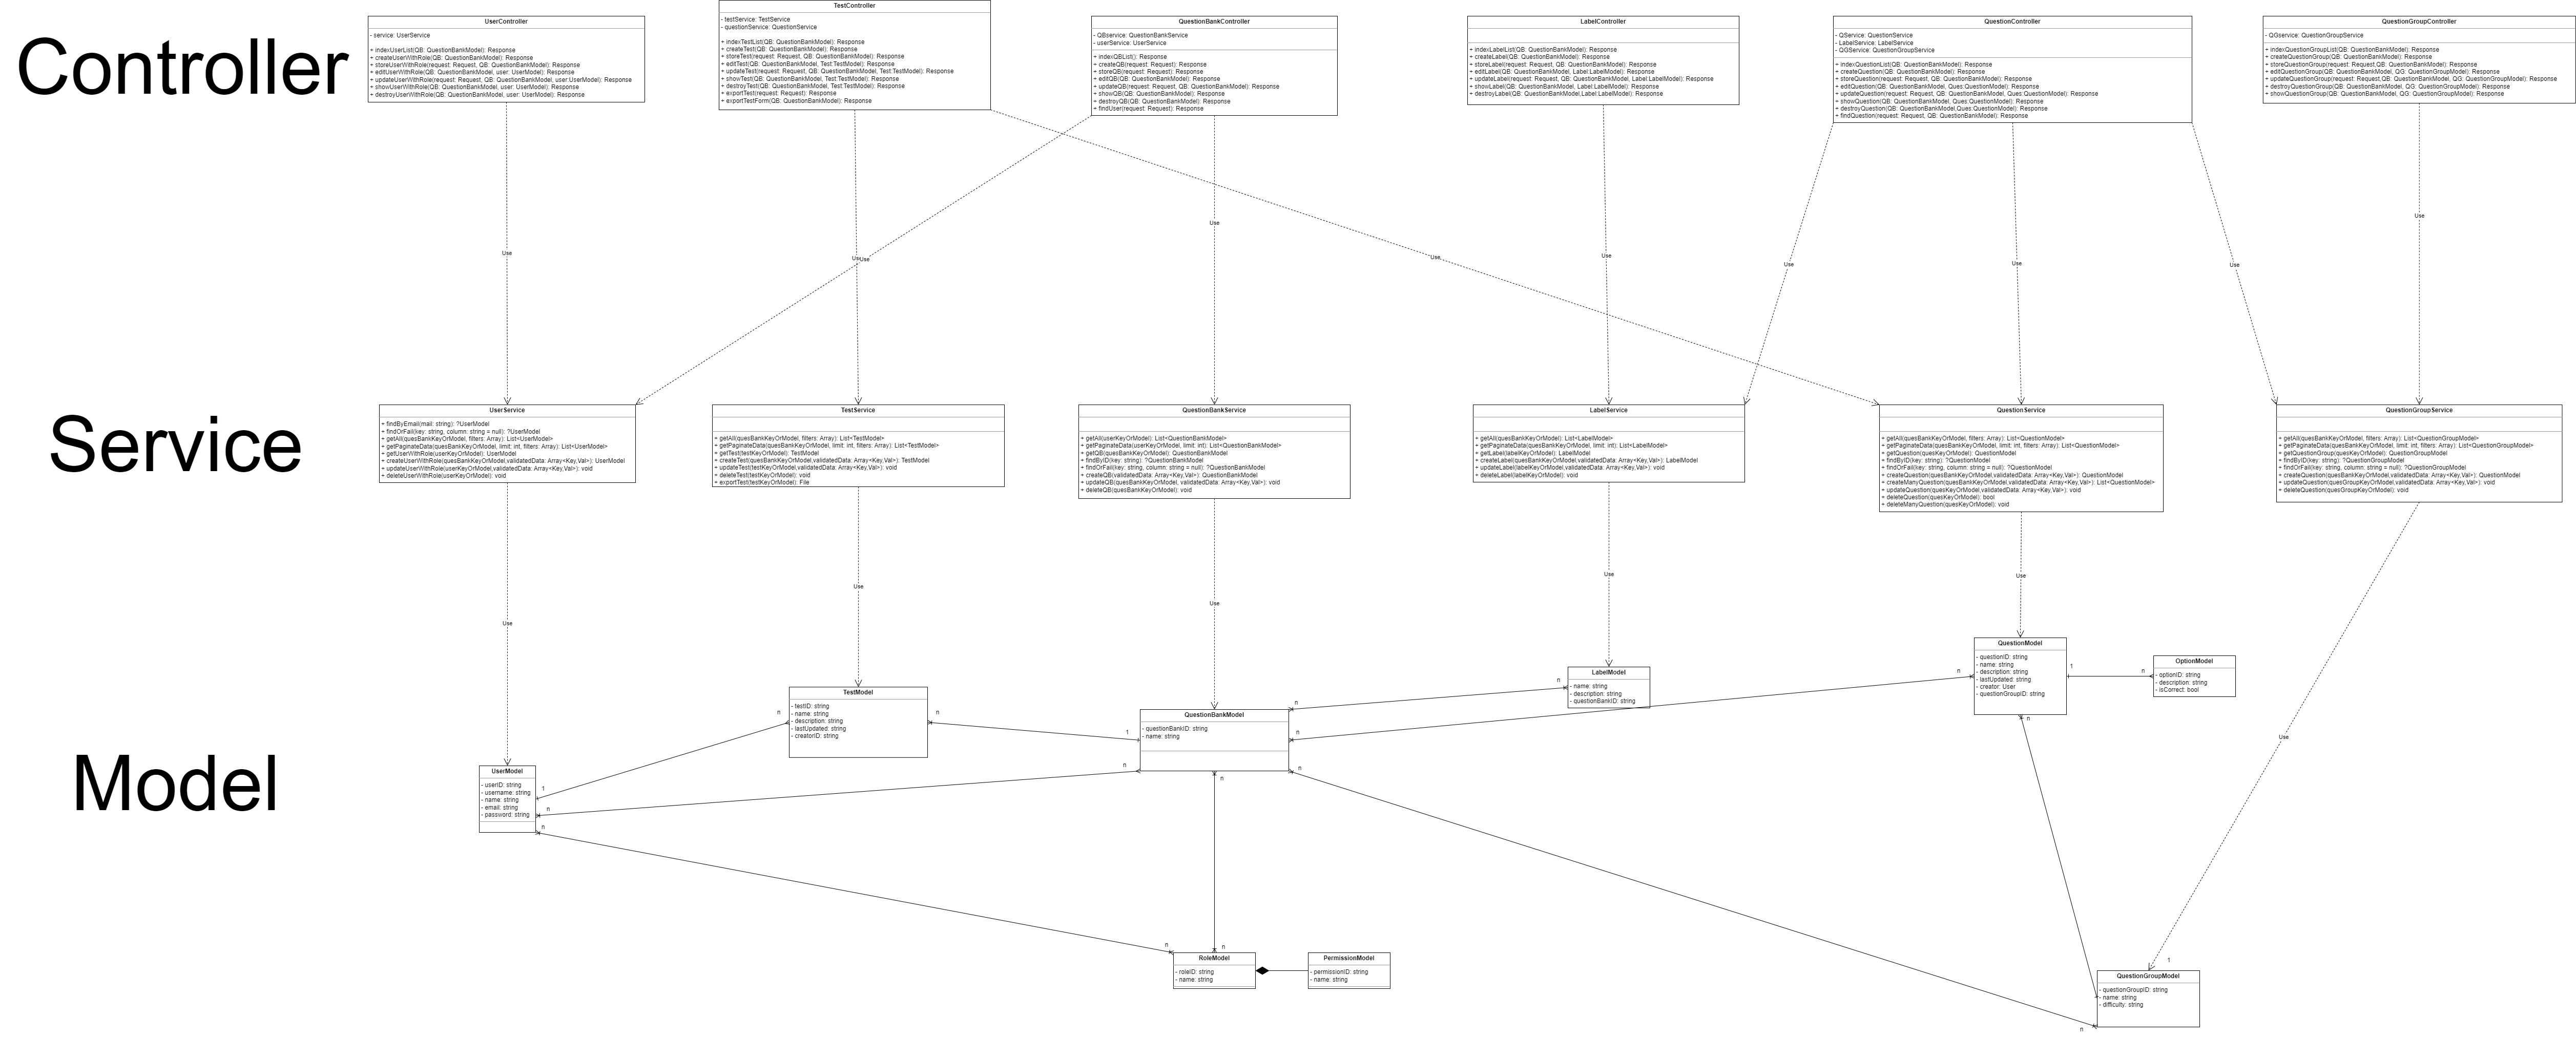 Controller
UserController
- service: UserService
+ indexUserList(QB: QuestionBankModel): Response
+ createUserWithRole(QB: QuestionBankModel): Response
+ storeUserWithRole(request: Request, QB: QuestionBankModel): Response
+ editUserWithRole(QB: QuestionBankModel, user: UserModel): Response
+ updateUserWithRole(request: Request, QB: QuestionBankModel, user:UserModel): Response
+ showUserWithRole(QB: QuestionBankModel, user: UserModel): Response
+ destroyUserWithRole(QB: QuestionBankModel, user: UserModel): Response
TestController
- testService: TestService
- questionService: QuestionService
+ indexTestList(QB: QuestionBankModel): Response
+ createTest(QB: QuestionBankModel): Response
+ storeTest(request: Request, QB: QuestionBankModel): Response
+ editTest(QB: QuestionBankModel, Test:TestModel): Response
+ updateTest(request: Request, QB: QuestionBankModel, Test:TestModel): Response
+ showTest(QB: QuestionBankModel, Test:TestModel): Response
+ destroyTest(QB: QuestionBankModel, Test:TestModel): Response
+ exportTest(request: Request): Response
+ exportTestForm(QB: QuestionBankModel): Response
QuestionBankController
- QBservice: QuestionBankService
- userService: UserService
+ indexQBList(): Response
+ createQB(request: Request): Response
+ storeQB(request: Request): Response
+ editQB(QB: QuestionBankModel): Response
+ updateQB(request: Request, QB: QuestionBankModel): Response
+ showQB(QB: QuestionBankModel): Response
+ destroyQB(QB: QuestionBankModel): Response
+ findUser(request: Request): Response
LabelController
+ indexLabelList(QB: QuestionBankModel): Response
+ createLabel(QB: QuestionBankModel): Response
+ storeLabel(request: Request, QB: QuestionBankModel): Response
+ editLabel(QB: QuestionBankModel, Label:LabelModel): Response
+ updateLabel(request: Request, QB: QuestionBankModel, Label:LabelModel): Response
+ showLabel(QB: QuestionBankModel, Label:LabelModel): Response
+ destroyLabel(QB: QuestionBankModel,Label:LabelModel): Response
QuestionController
- QService: QuestionService
- LabelService: LabelService
- QGService: QuestionGroupService
+ indexQuestionList(QB: QuestionBankModel): Response
+ createQuestion(QB: QuestionBankModel): Response
+ storeQuestion(request: Request, QB: QuestionBankModel): Response
+ editQuestion(QB: QuestionBankModel, Ques:QuestionModel): Response
+ updateQuestion(request: Request, QB: QuestionBankModel, Ques:QuestionModel): Response
+ showQuestion(QB: QuestionBankModel, Ques:QuestionModel): Response
+ destroyQuestion(QB: QuestionBankModel,Ques:QuestionModel): Response
+ findQuestion(request: Request, QB: QuestionBankModel): Response
QuestionGroupController
- QGservice: QuestionGroupService
+ indexQuestionGroupList(QB: QuestionBankModel): Response
+ createQuestionGroup(QB: QuestionBankModel): Response
+ storeQuestionGroup(request: Request,QB: QuestionBankModel): Response
+ editQuestionGroup(QB: QuestionBankModel, QG: QuestionGroupModel): Response
+ updateQuestionGroup(request: Request,QB: QuestionBankModel, QG: QuestionGroupModel): Response
+ destroyQuestionGroup(QB: QuestionBankModel, QG: QuestionGroupModel): Response
+ showQuestionGroup(QB: QuestionBankModel, QG: QuestionGroupModel): Response
Use
Use
Use
Use
Use
Use
Use
Use
Use
Use
Service
UserService
+ findByEmail(mail: string): ?UserModel
+ findOrFail(key: string, column: string = null): ?UserModel
+ getAll(quesBankKeyOrModel, filters: Array): List<UserModel>
+ getPaginateData(quesBankKeyOrModel, limit: int, filters: Array): List<UserModel>
+ getUserWithRole(userKeyOrModel): UserModel
+ createUserWithRole(quesBankKeyOrModel,validatedData: Array<Key,Val>): UserModel
+ updateUserWithRole(userKeyOrModel,validatedData: Array<Key,Val>): void
+ deleteUserWithRole(userKeyOrModel): void
TestService
+ getAll(quesBankKeyOrModel, filters: Array): List<TestModel>
+ getPaginateData(quesBankKeyOrModel, limit: int, filters: Array): List<TestModel>
+ getTest(testKeyOrModel): TestModel
+ createTest(quesBankKeyOrModel,validatedData: Array<Key,Val>): TestModel
+ updateTest(testKeyOrModel,validatedData: Array<Key,Val>): void
+ deleteTest(testKeyOrModel): void
+ exportTest(testKeyOrModel): File
QuestionBankService
+ getAll(userKeyOrModel): List<QuestionBankModel>
+ getPaginateData(userKeyOrModel, limit: int): List<QuestionBankModel>
+ getQB(quesBankKeyOrModel): QuestionBankModel
+ findByID(key: string): ?QuestionBankModel
+ findOrFail(key: string, column: string = null): ?QuestionBankModel
+ createQB(validatedData: Array<Key,Val>): QuestionBankModel
+ updateQB(quesBankKeyOrModel, validatedData: Array<Key,Val>): void
+ deleteQB(quesBankKeyOrModel): void
LabelService
+ getAll(quesBankKeyOrModel): List<LabelModel>
+ getPaginateData(quesBankKeyOrModel, limit: int): List<LabelModel>
+ getLabel(labelKeyOrModel): LabelModel
+ createLabel(quesBankKeyOrModel,validatedData: Array<Key,Val>): LabelModel
+ updateLabel(labelKeyOrModel,validatedData: Array<Key,Val>): void
+ deleteLabel(labelKeyOrModel): void
QuestionService
+ getAll(quesBankKeyOrModel, filters: Array): List<QuestionModel>
+ getPaginateData(quesBankKeyOrModel, limit: int, filters: Array): List<QuestionModel>
+ getQuestion(quesKeyOrModel): QuestionModel
+ findByID(key: string): ?QuestionModel
+ findOrFail(key: string, column: string = null): ?QuestionModel
+ createQuestion(quesBankKeyOrModel,validatedData: Array<Key,Val>): QuestionModel
+ createManyQuestion(quesBankKeyOrModel,validatedData: Array<Key,Val>): List<QuestionModel>
+ updateQuestion(quesKeyOrModel,validatedData: Array<Key,Val>): void
+ deleteQuestion(quesKeyOrModel): bool
+ deleteManyQuestion(quesKeyOrModel): void
QuestionGroupService
+ getAll(quesBankKeyOrModel, filters: Array): List<QuestionGroupModel>
+ getPaginateData(quesBankKeyOrModel, limit: int, filters: Array): List<QuestionGroupModel>
+ getQuestionGroup(quesKeyOrModel): QuestionGroupModel
+ findByID(key: string): ?QuestionGroupModel
+ findOrFail(key: string, column: string = null): ?QuestionGroupModel
+ createQuestion(quesBankKeyOrModel,validatedData: Array<Key,Val>): QuestionModel
+ updateQuestion(quesGroupKeyOrModel,validatedData: Array<Key,Val>): void
+ deleteQuestion(quesGroupKeyOrModel): void
Use
Use
Use
Use
Use
Use
Model
UserModel
- userID: string
- username: string
- name: string
- email: string
- password: string
TestModel
- testID: string
- name: string
- description: string
- lastUpdated: string
- creatorID: string
QuestionBankModel
- questionBankID: string
- name: string
LabelModel
- name: string
- description: string
- questionBankID: string
QuestionModel
- questionID: string
- name: string
- description: string
- lastUpdated: string
- creator: User
- questionGroupID: string
OptionModel
- optionID: string
- description: string
- isCorrect: bool
RoleModel
- roleID: string
- name: string
PermissionModel
- permissionID: string
- name: string
QuestionGroupModel
- questionGroupID: string
- name: string
- difficulty: string
n
1
n
1
n
n
n
n
n
n
n
n
n
n
n
n
1
n
n
1